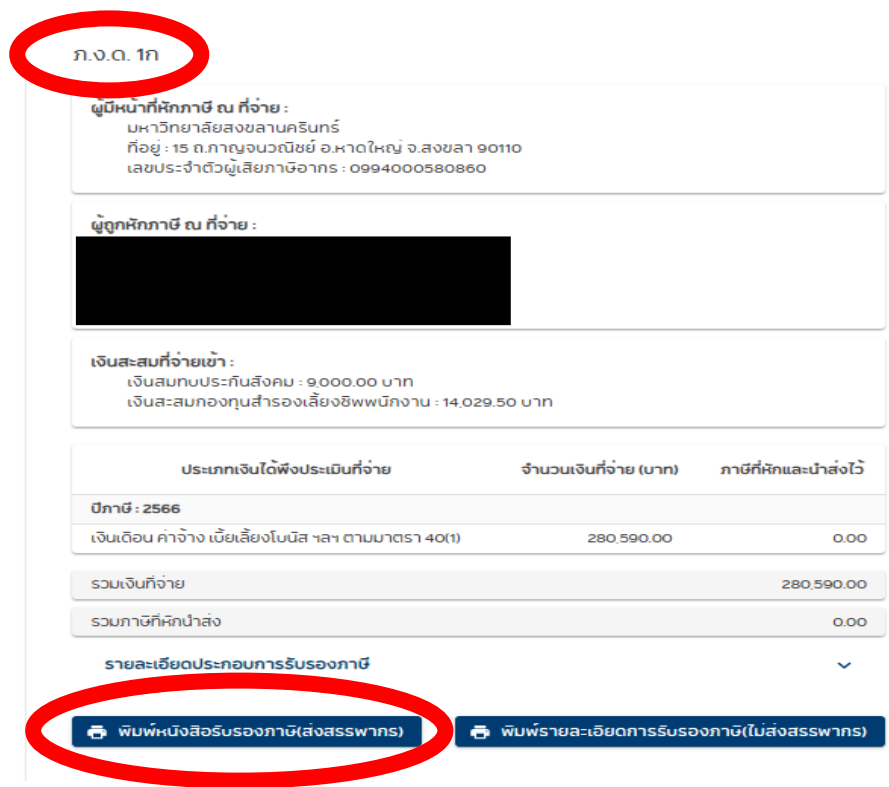 ภ.ง.ด. 1ก
ผู้มีหน้าที่หักภาษี ณ ที่จ่าย :
มหาวิทยาลัยสงขลานครินทร์
ที่อยู่ : 15 ถ.กาญจนวณิชย์ อ.หาดใหญ่ จ.สงขลา 90110
เลขประจำตัวผู้เสียภาษีอากร : 0994000580860
ผู้ถูกหักภาษี ณ ที่จ่าย :
เงินสะสมที่จ่ายเข้า :
เงินสมทบประกันสังคม : 9,000.00 บาท
เงินสะสมกองทุนสำรองเลี้ยงชีพพนักงาน : 14,029.50 บาท
ประเภทเงินได้พึงประเมินที่จ่าย จำนวนเงินที่จ่าย (บาท) ภาษีที่หักและนำส่งไว้
ปีภาษี : 2566
เงินเดือน ค่าจ้าง เบี้ยเลี้ยงโบนัส ฯลฯ ตามมาตรา 40(1) 280,590.00 0.00
รวมเงินที่จ่าย 280,590.00
รวมภาษีที่หักนำส่ง 0.00
รายละเอียดประกอบการรับรองภาษี
พิมพ์หนังสือรับรองภาษี(ส่งสรรพากร) พิมพ์รายละเอียดการรับรองภาษี(ไม่ส่งสรรพากร)